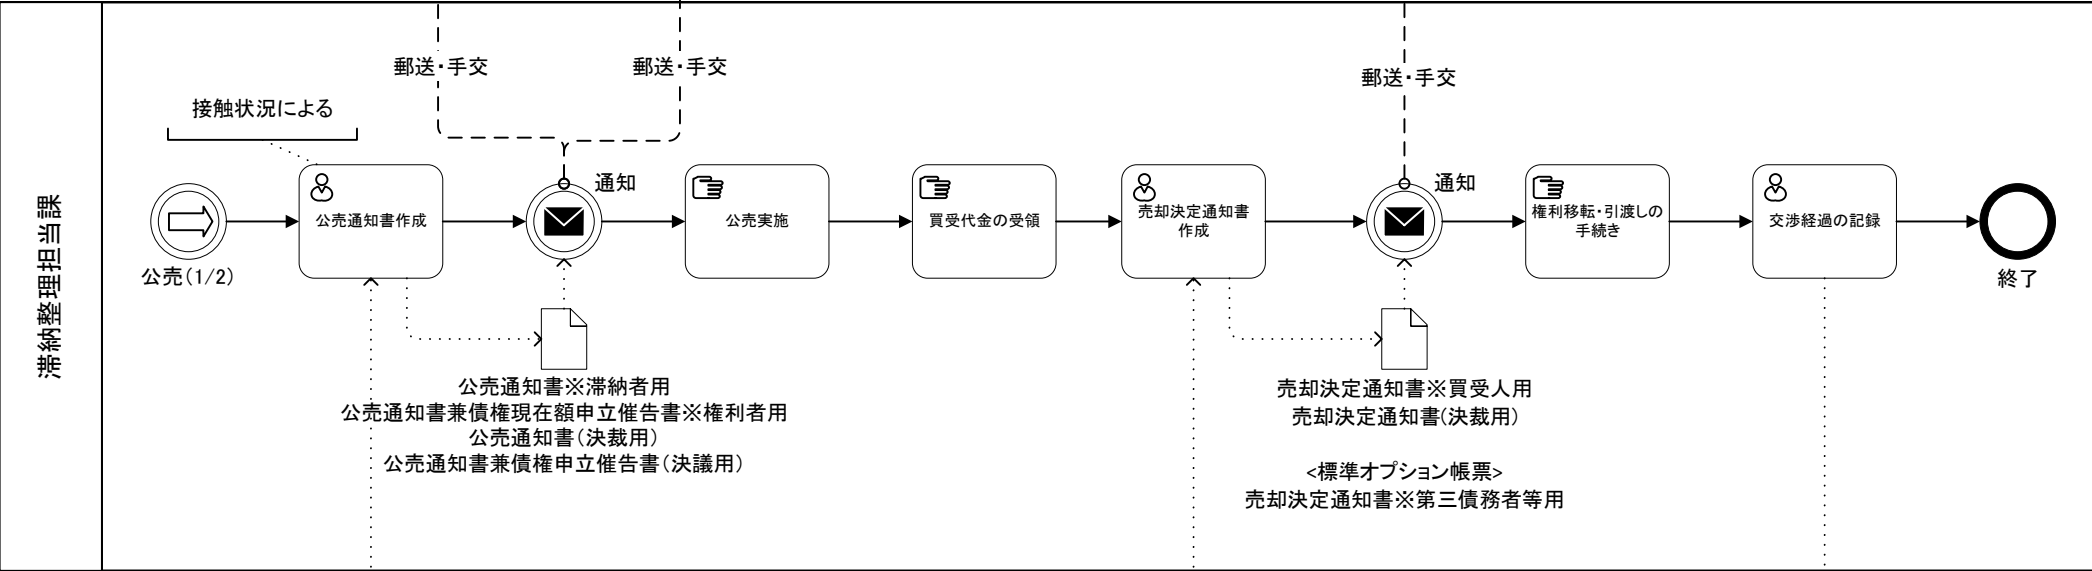 滞納整理担当課
郵送・手交
郵送・手交
郵送・手交
接触状況による
公売(1/2)
公売通知書作成
通知
公売実施
買受代金の受領
売却決定通知書
作成
通知
権利移転・引渡しの
手続き
交渉経過の記録
終了
公売通知書※滞納者用
公売通知書兼債権現在額申立催告書※権利者用
公売通知書(決裁用)
公売通知書兼債権申立催告書(決議用)
売却決定通知書※買受人用
売却決定通知書(決裁用)
<標準オプション帳票>
売却決定通知書※第三債務者等用